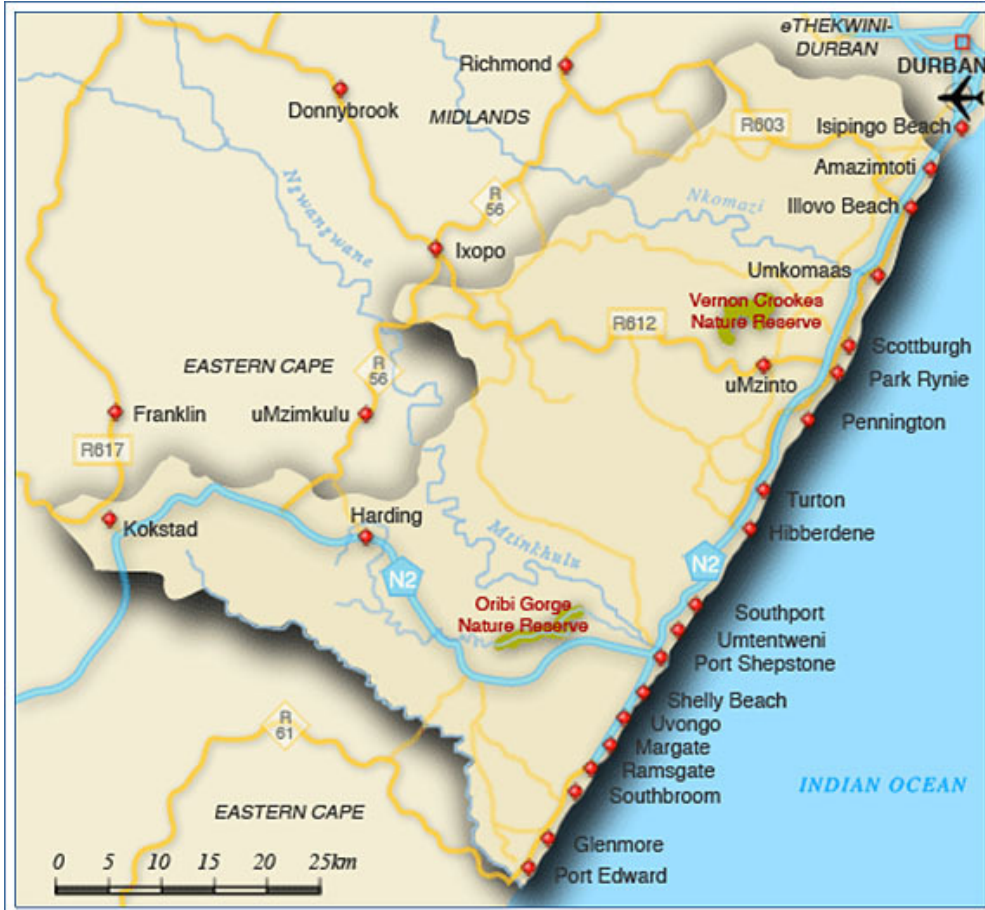 eTHEKWINI-
DURBAN
DURBAN
Richmond
Donnybrook
MIDLANDS
R603
Isipingo Beach
Amazimtoti
Illovo Beach
Ngwangwane
Nkomazi
R
56
Ixopo
Umkomaas
Vernon Crookes
Nature Reserve
R612
Scottburgh
Park Rynie
uMzinto
EASTERN CAPE
R
56
Franklin
uMzimkulu
Pennington
R617
Turton
Kokstad
Harding
Hibberdene
Mzinkhulu
N2
N2
Oribi Gorge
Nature Reserve
Southport
Umtentweni
Port Shepstone
Shelly Beach
Uvongo
Margate
Ramsgate
Southbroom
R
61
INDIAN OCEAN
EASTERN CAPE
Glenmore
Port Edward
0 5 10 15 20 25km